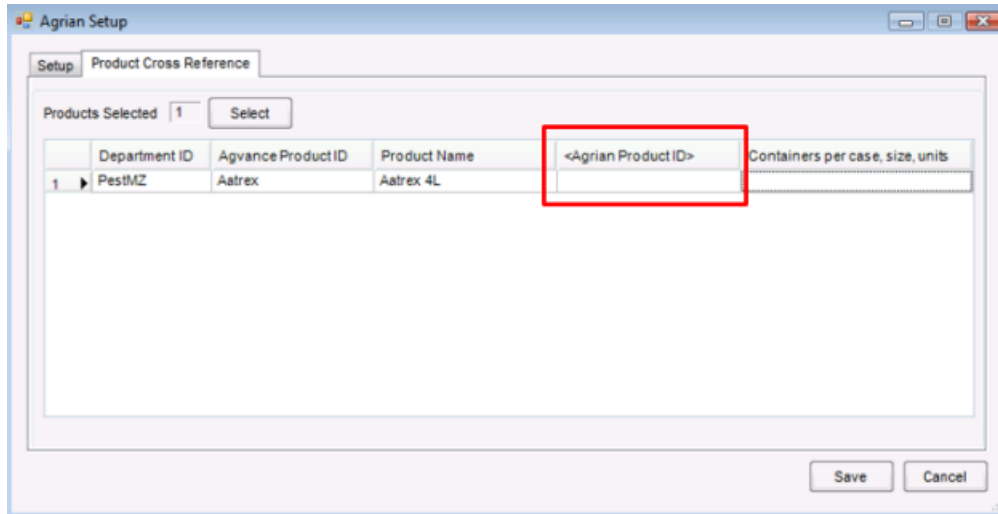 Agrian Setup
Setup Product Cross Reference
Products Selected 1 Select
Department ID Agvance Product ID Product Name <Agrian Product ID> Containers per case, size, units
1 PestMZ Aatrex Aatrex 4L
Save Cancel